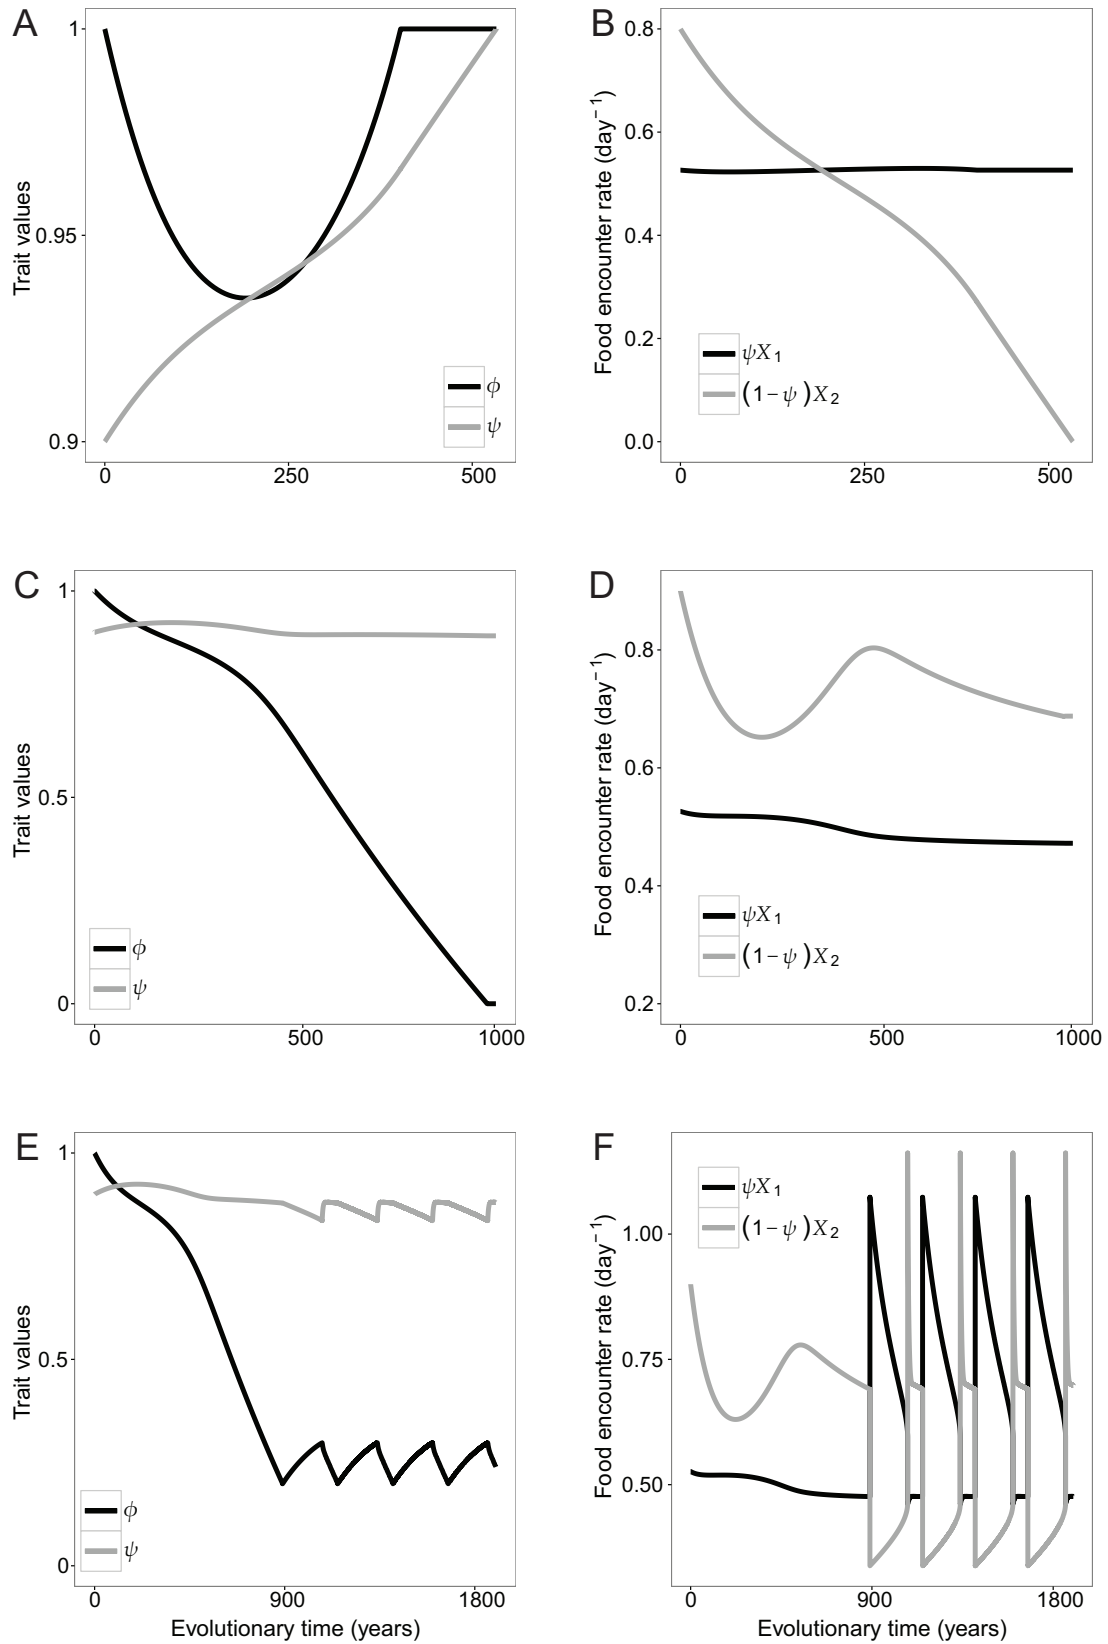 A
Trait values
1
0.95
0.9
ϕ
ψ
0
250
500
B
Food encounter rate (day⁻¹)
0.8
0.6
0.4
0.2
0.0
ψX₁
(1−ψ)X₂
0
250
500
C
Trait values
1
0.5
0
ϕ
ψ
0
500
1000
D
Food encounter rate (day⁻¹)
0.8
0.6
0.4
0.2
ψX₁
(1−ψ)X₂
0
500
1000
E
Trait values
1
0.5
0
ϕ
ψ
0
900
1800
Evolutionary time (years)
F
Food encounter rate (day⁻¹)
1.00
0.75
0.50
ψX₁
(1−ψ)X₂
0
900
1800
Evolutionary time (years)